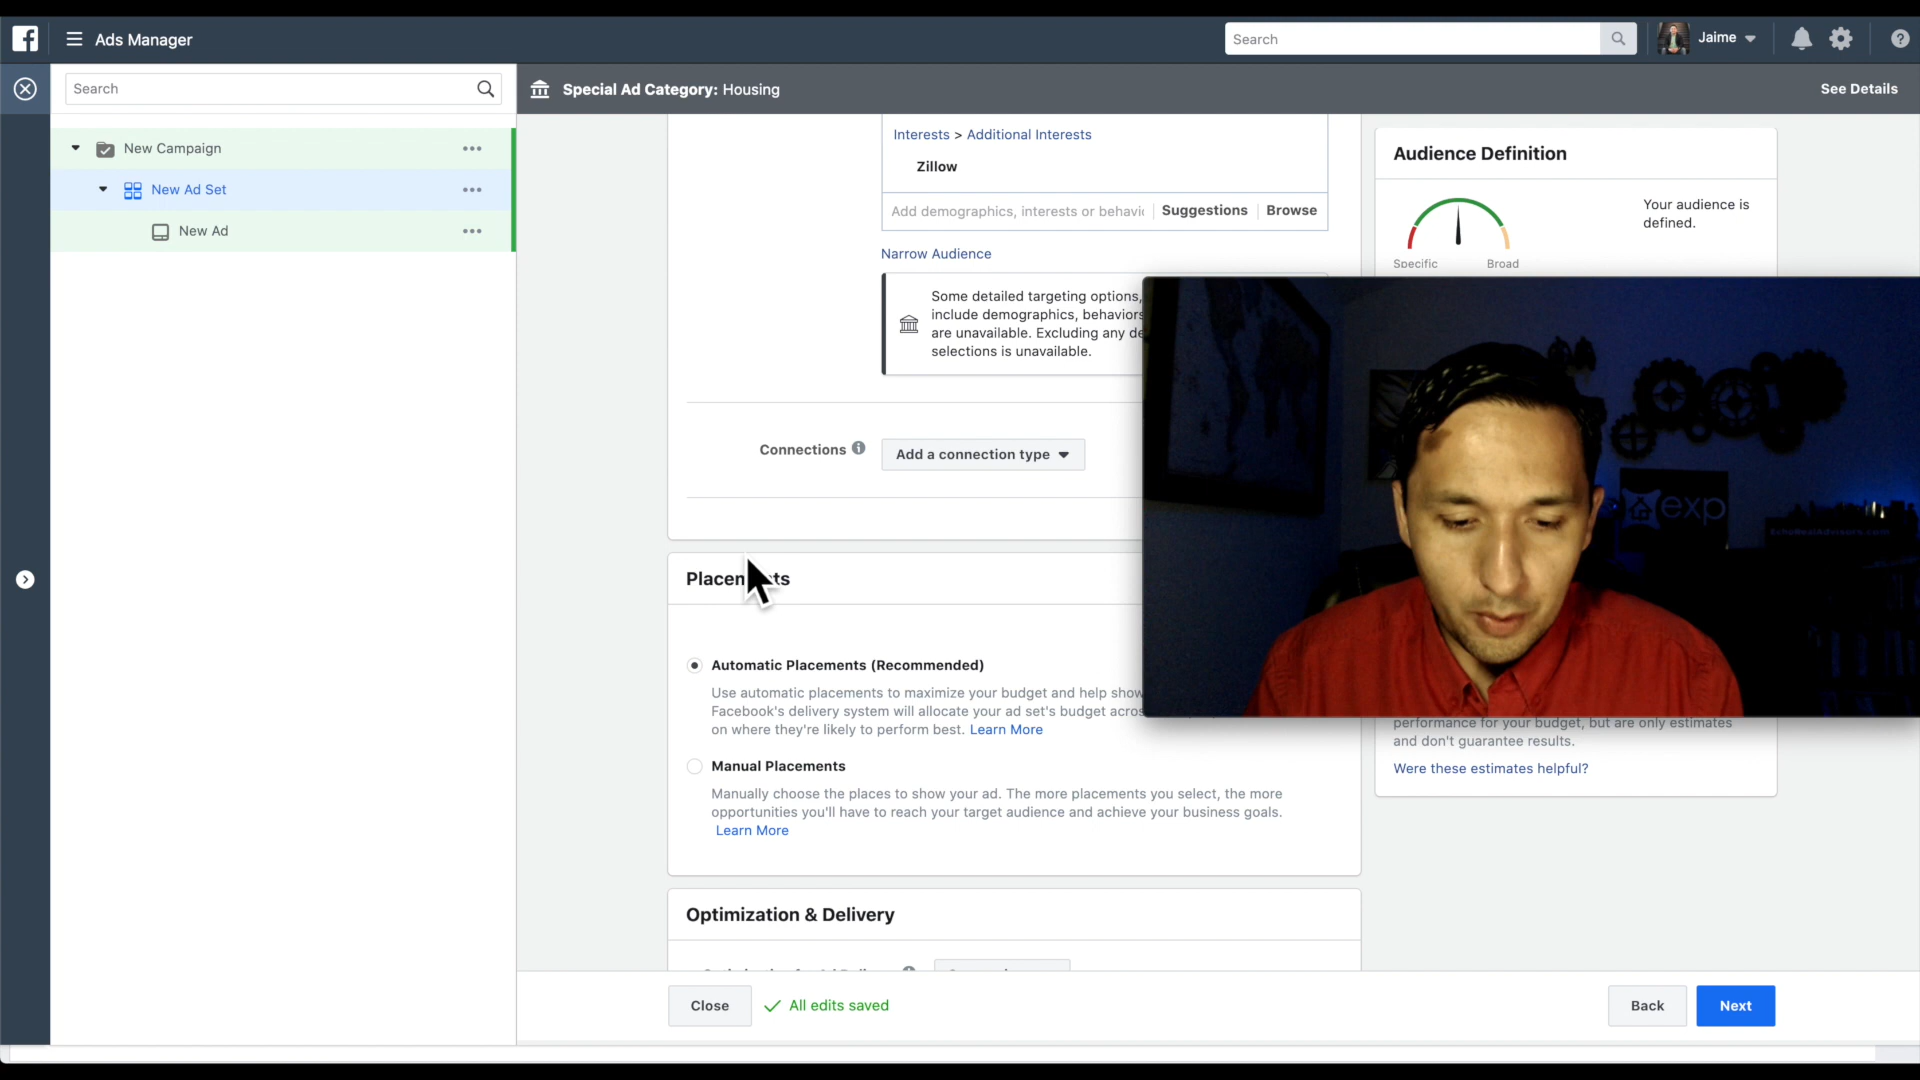 Ads Manager
Search
Jaime
Search
Special Ad Category: Housing
See Details
New Campaign
New Ad Set
New Ad
Interests > Additional Interests
Zillow
Add demographics, interests or behavi
Suggestions
Browse
Narrow Audience
Some detailed targeting options,
include demographics, behaviors
are unavailable. Excluding any de
selections is unavailable.
Connections
Add a connection type
Audience Definition
Your audience is
defined.
Specific
Broad
exp
Placements
Automatic Placements (Recommended)
Use automatic placements to maximize your budget and help show
Facebook's delivery system will allocate your ad set's budget acros
on where they're likely to perform best. Learn More
Manual Placements
Manually choose the places to show your ad. The more placements you select, the more
opportunities you'll have to reach your target audience and achieve your business goals.
Learn More
performance for your budget, but are only estimates
and don't guarantee results.
Were these estimates helpful?
Optimization & Delivery
Close
All edits saved
Back
Next